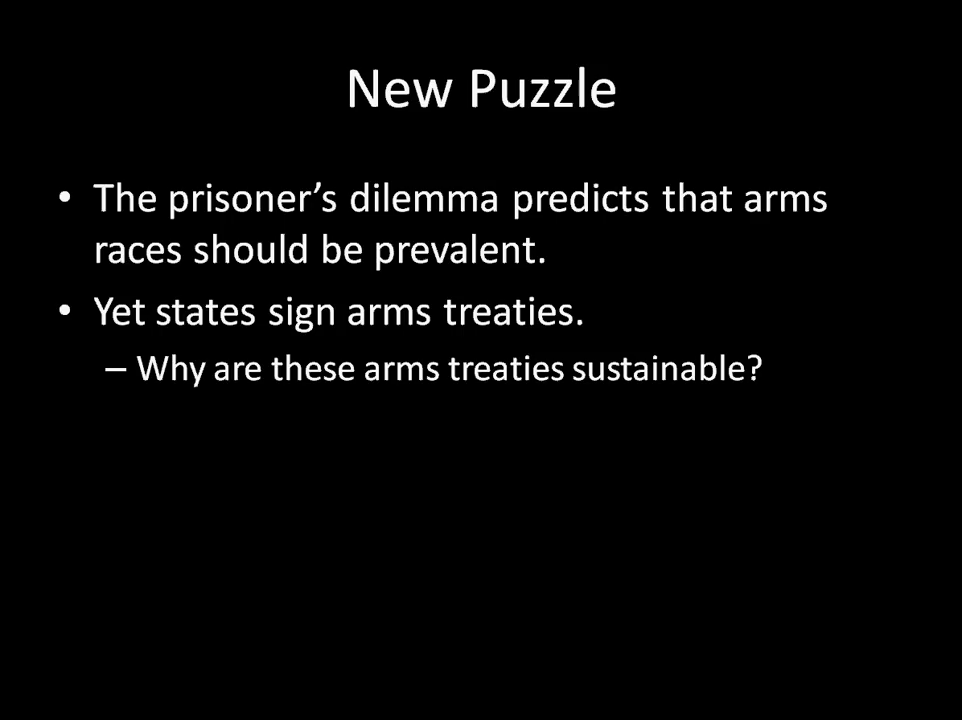 New Puzzle
• The prisoner’s dilemma predicts that arms
races should be prevalent.
• Yet states sign arms treaties.
– Why are these arms treaties sustainable?